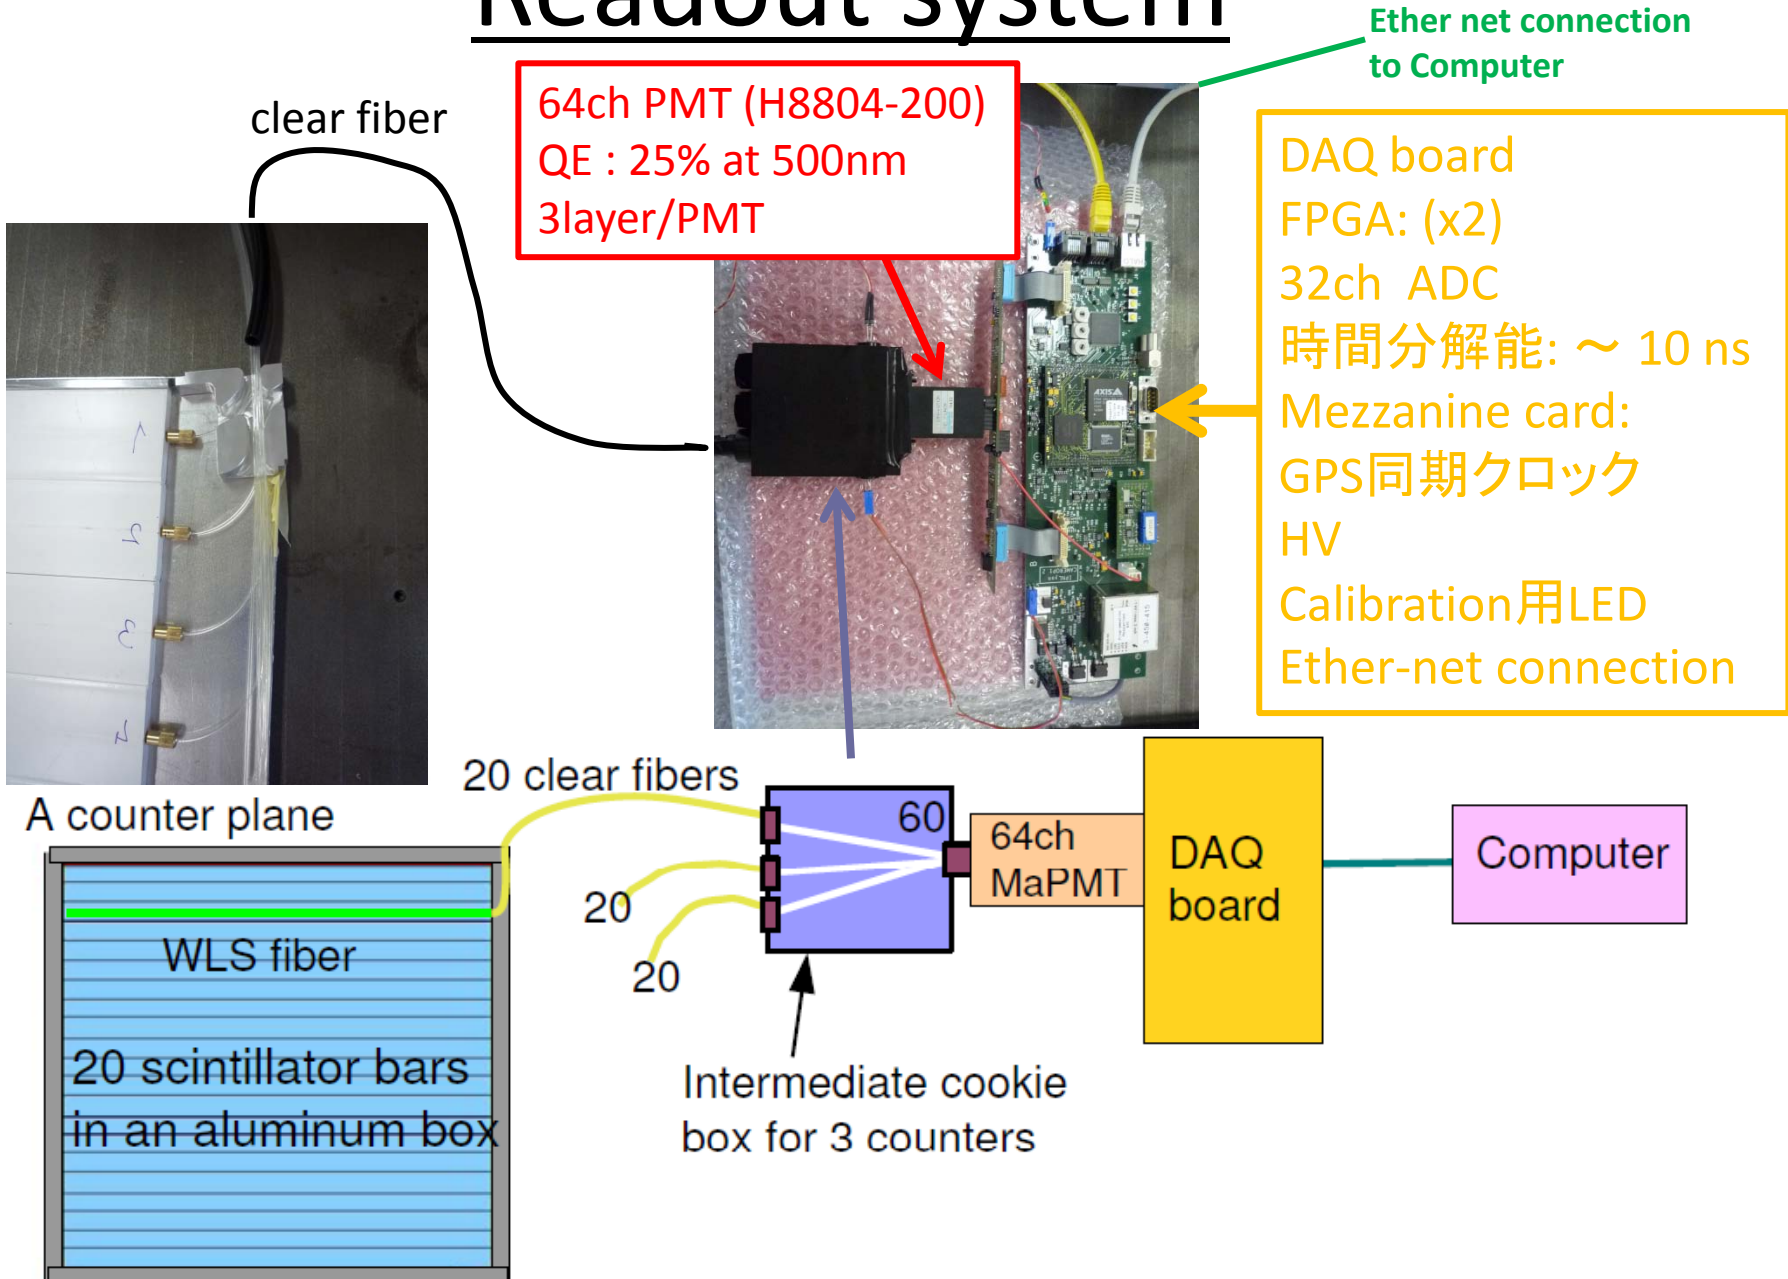 Readout system
Ether net connection
to Computer
clear fiber
64ch PMT (H8804-200)
QE : 25% at 500nm
3layer/PMT
DAQ board
FPGA: (x2)
32ch ADC
時間分解能: ～ 10 ns
Mezzanine card:
GPS同期クロック
HV
Calibration用LED
Ether-net connection
AXIS
20 clear fibers
A counter plane
60
64ch
MaPMT
DAQ
board
Computer
20
20
WLS fiber
20 scintillator bars
in an aluminum box
Intermediate cookie
box for 3 counters